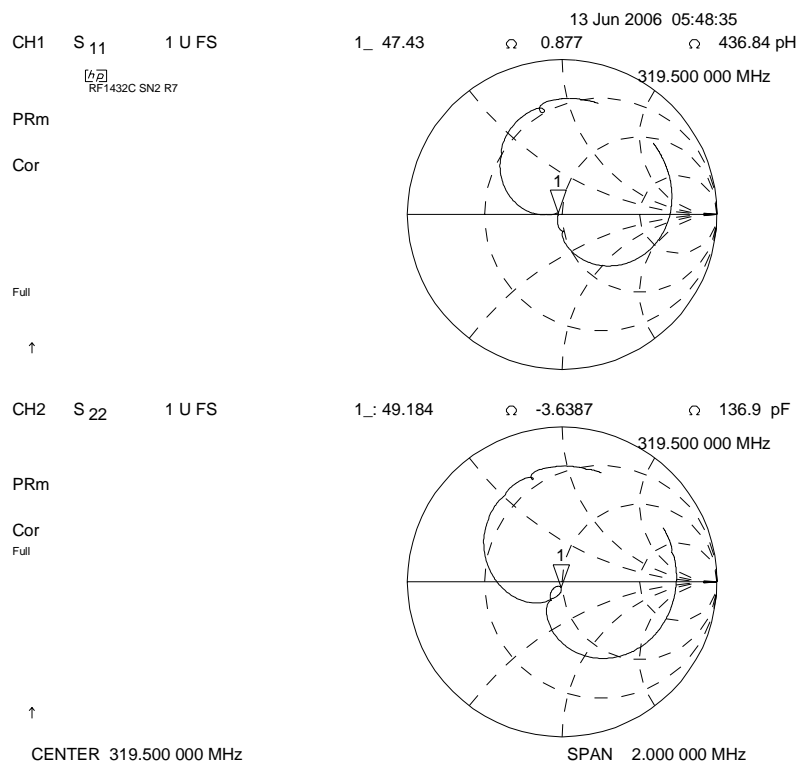 13 Jun 2006 05:48:35
CH1 S 11 1 U FS 1_ 47.43 Ω 0.877 Ω 436.84 pH
hp
319.500 000 MHz
RF1432C SN2 R7
PRm
Cor
1
Full
↑
CH2 S 22 1 U FS 1_: 49.184 Ω -3.6387 Ω 136.9 pF
319.500 000 MHz
PRm
Cor
Full
1
↑
CENTER 319.500 000 MHz SPAN 2.000 000 MHz